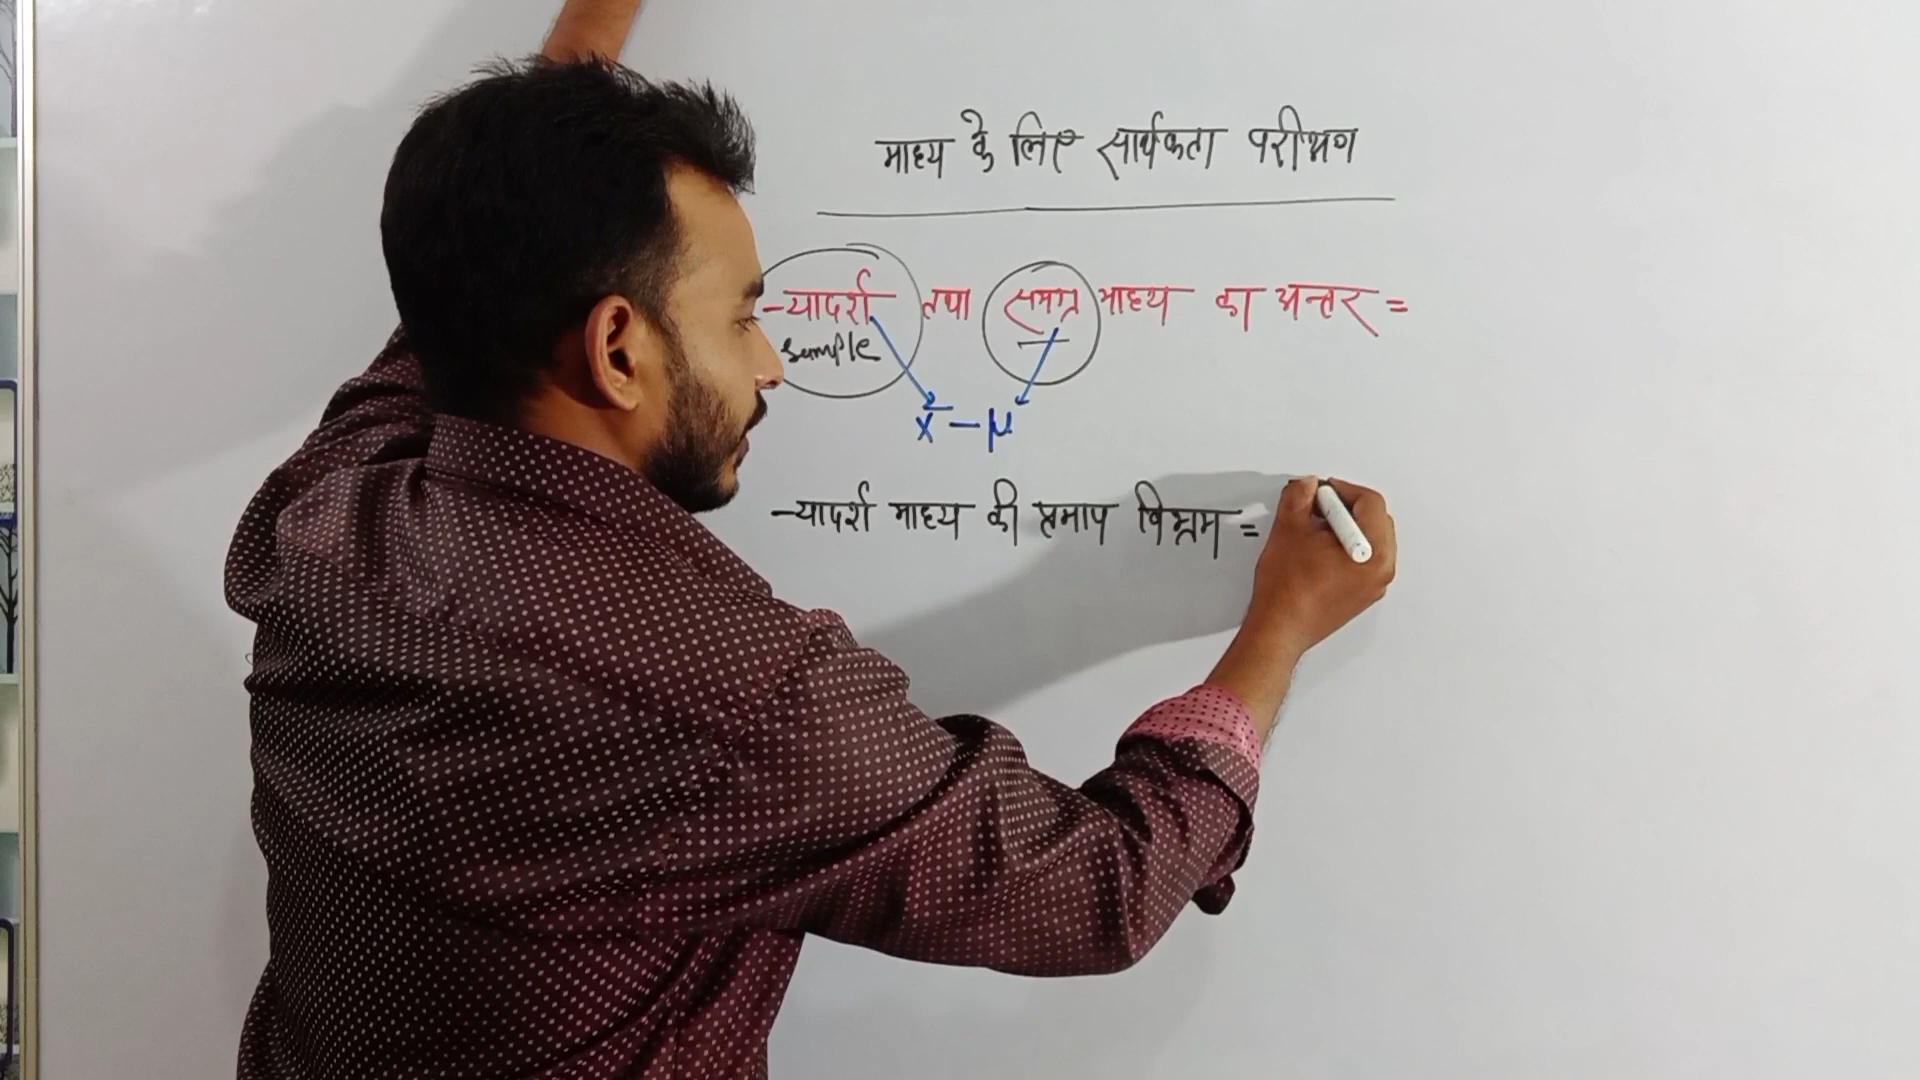 माध्य के लिए सार्थकता परीक्षण
न्यादर्श तथा समग्र माध्य का अन्तर =
Sample
x̄ - μ
न्यादर्श माध्य की प्रमाप विभ्रम =